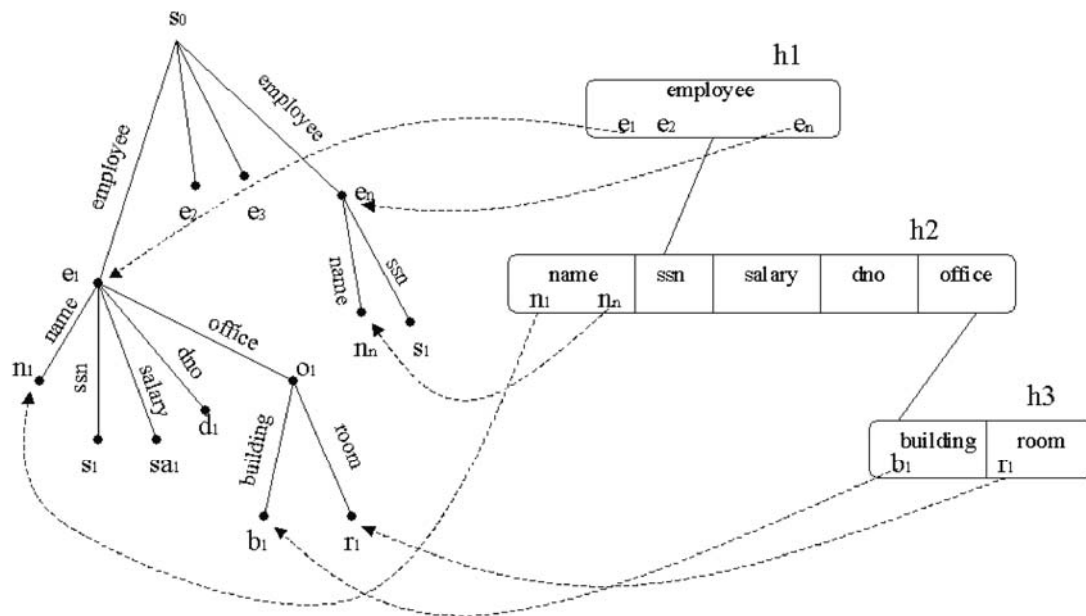 s0
h1
employee
employee
e1 e2 en
employee
e2 e3
en
h2
e1
name
ssn
name ssn salary dno office
n1 nn
name
office
nn
s1
n1
ssn
salary
dno
o1
h3
d1
building
room
building room
b1 r1
s1 sa1
b1
r1